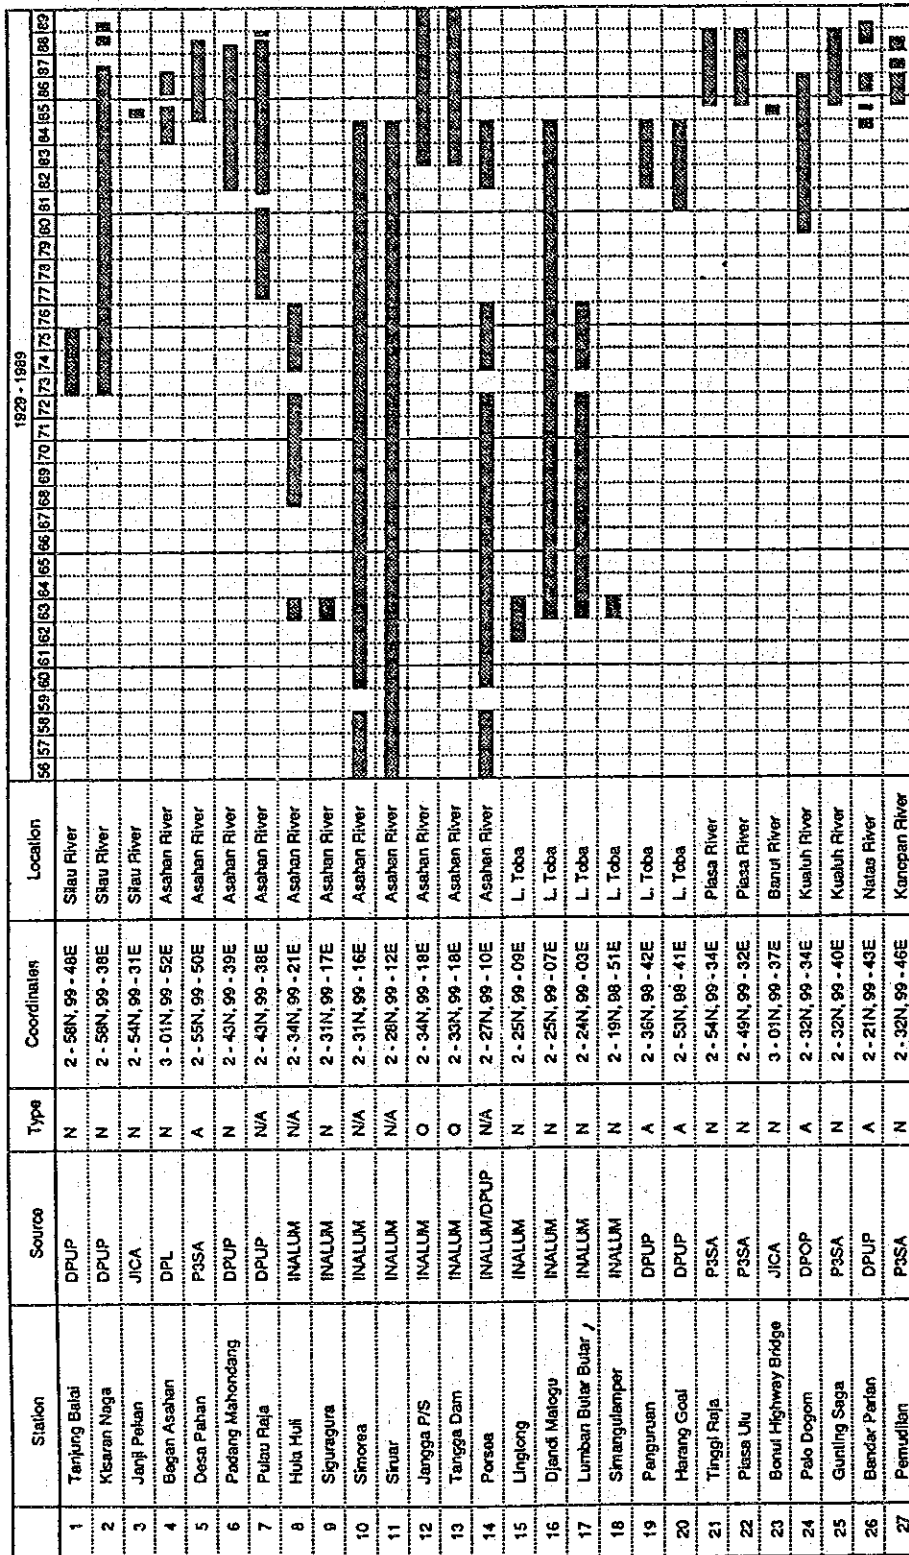 1929 - 1989
Station Source Type Coordinates Location 56 57 58 59 60 61 62 63 64 65 66 67 68 69 70 71 72 73 74 75 76 77 78 79 80 81 82 83 84 85 86 87 88 89
1 Tanjung Balai DPUP N 2 - 58N, 99 - 48E Silau River
2 Kisaran Naga DPUP N 2 - 58N, 99 - 38E Silau River
3 Janji Pekan JICA N 2 - 54N, 99 - 31E Silau River
4 Bagan Asahan DPL N 3 - 01N, 99 - 52E Asahan River
5 Desa Pahan P3SA A 2 - 55N, 99 - 50E Asahan River
6 Padang Mahondang DPUP N 2 - 43N, 99 - 39E Asahan River
7 Pulau Raja DPUP N/A 2 - 43N, 99 - 38E Asahan River
8 Hula Huli INALUM N/A 2 - 34N, 99 - 21E Asahan River
9 Siguragura INALUM N 2 - 31N, 99 - 17E Asahan River
10 Simorea INALUM N/A 2 - 31N, 99 - 16E Asahan River
11 Siruar INALUM N/A 2 - 28N, 99 - 12E Asahan River
12 Jangga P/S INALUM Q 2 - 34N, 99 - 18E Asahan River
13 Tangga Dam INALUM Q 2 - 33N, 99 - 18E Asahan River
14 Porsea INALUM/DPUP N/A 2 - 27N, 99 - 10E Asahan River
15 Lingtong INALUM N 2 - 25N, 99 - 09E L. Toba
16 Djandi Matogu INALUM N 2 - 25N, 99 - 07E L. Toba
17 Lumban Butar Butar INALUM N 2 - 24N, 99 - 03E L. Toba
18 Simangulamper INALUM N 2 - 19N, 98 - 51E L. Toba
19 Panguruan DPUP A 2 - 36N, 98 - 42E L. Toba
20 Harang Goal DPUP A 2 - 53N, 98 - 41E L. Toba
21 Tinggi Raja P3SA N 2 - 54N, 99 - 34E Piasa River
22 Piasa Ulu P3SA N 2 - 49N, 99 - 32E Piasa River
23 Bonut Highway Bridge JICA N 3 - 01N, 99 - 37E Banut River
24 Pulo Dogom DPOP A 2 - 32N, 99 - 34E Kualuh River
25 Gunting Saga P3SA N 2 - 32N, 99 - 40E Kualuh River
26 Bandar Parlan DPUP A 2 - 21N, 99 - 43E Natas River
27 Pemudian P3SA N 2 - 32N, 99 - 46E Kanopan River